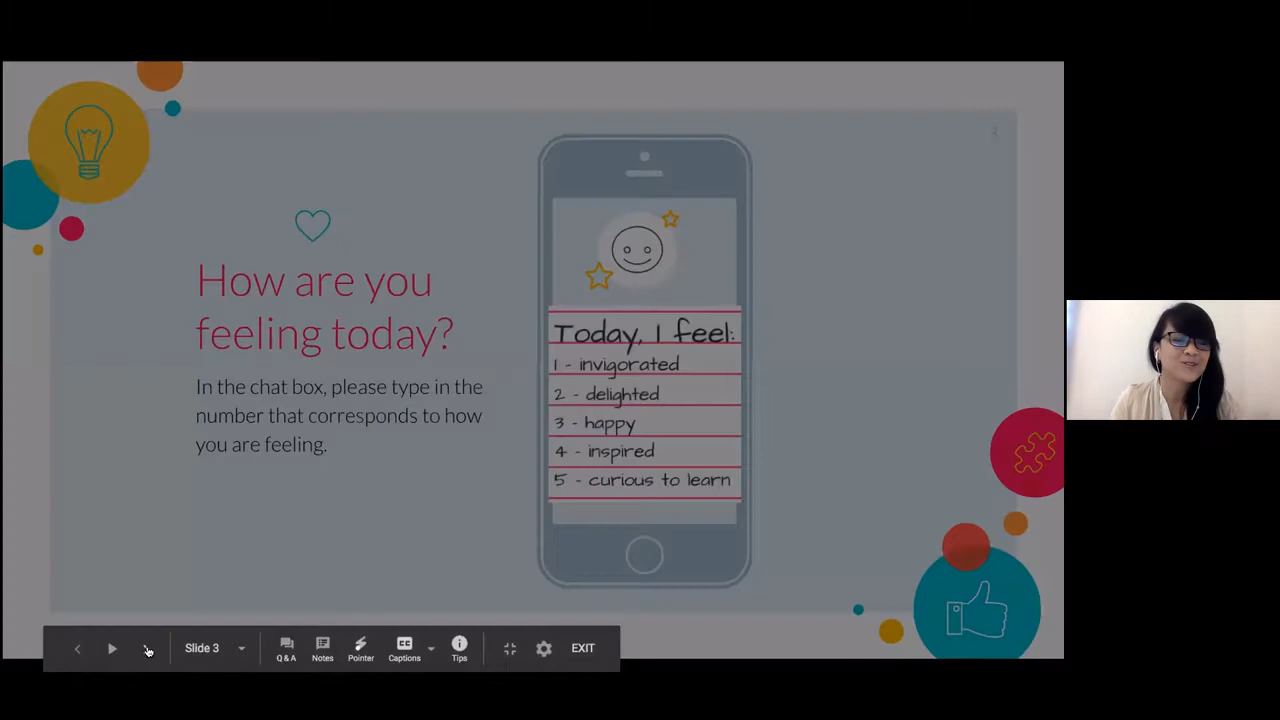 How are you
feeling today?
In the chat box, please type in the
number that corresponds to how
you are feeling.
Today, I feel:
1 - invigorated
2 - delighted
3 - happy
4 - inspired
5 - curious to learn
Slide 3
Q & A
Notes
Pointer
CC
Captions
Tips
EXIT